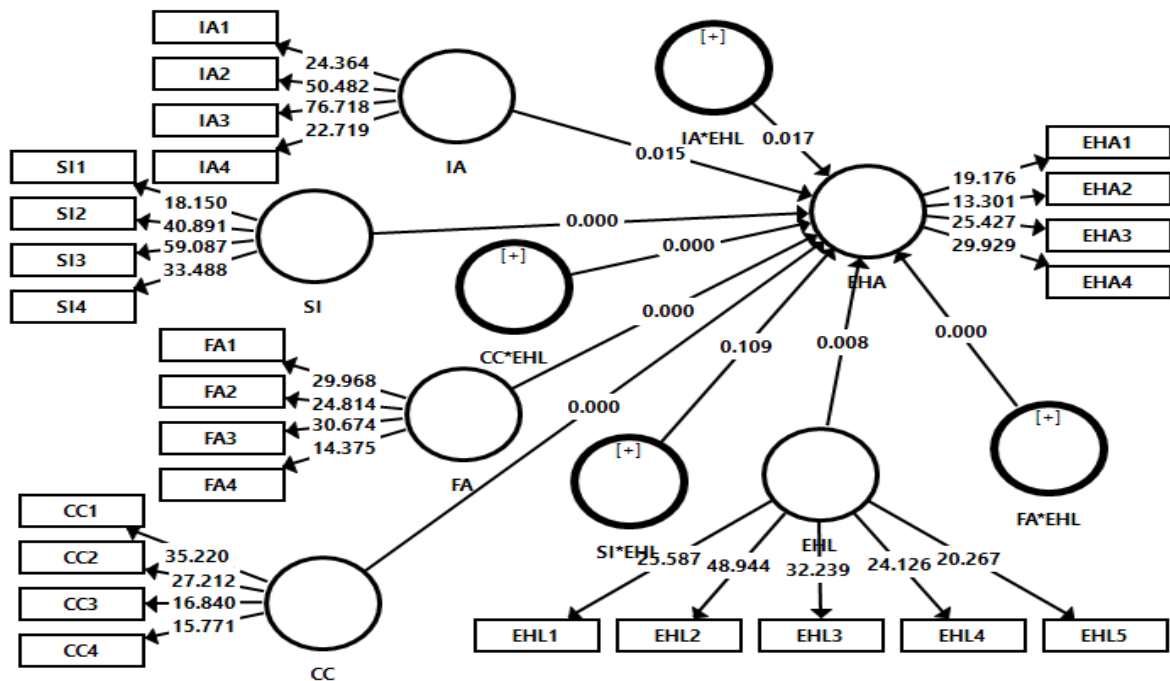 IA1
IA2
IA3
IA4
24.364
50.482
76.718
22.719
IA
[+]
IA*EHL
0.017
0.015
SI1
SI2
SI3
SI4
18.150
40.891
59.087
33.488
SI
0.000
[+]
CC*EHL
0.000
EHA
19.176
13.301
25.427
29.929
EHA1
EHA2
EHA3
EHA4
FA1
FA2
FA3
FA4
29.968
24.814
30.674
14.375
FA
0.000
0.109
0.008
0.000
[+]
SI*EHL
[+]
FA*EHL
CC1
CC2
CC3
CC4
35.220
27.212
16.840
15.771
CC
0.000
EHL
25.587
48.944
32.239
24.126
20.267
EHL1
EHL2
EHL3
EHL4
EHL5